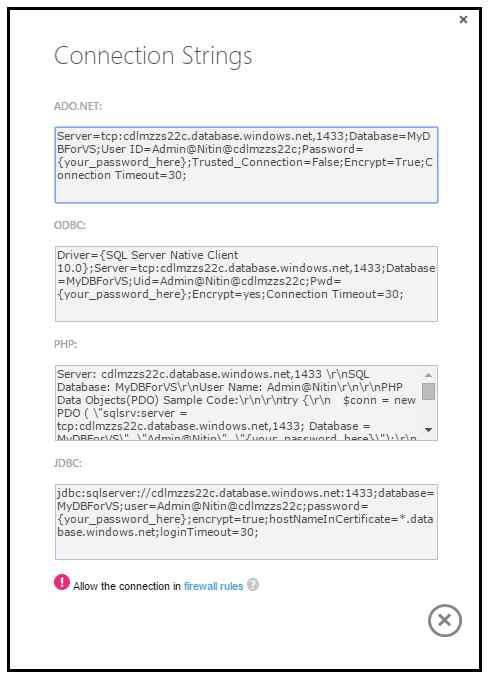 Connection Strings
ADO.NET:
Server=tcp:cdlmzzs22c.database.windows.net,1433;Database=MyD
BForVS;User ID=Admin@Nitin@cdlmzzs22c;Password=
{your_password_here};Trusted_Connection=False;Encrypt=True;C
onnection Timeout=30;
ODBC:
Driver={SQL Server Native Client
10.0};Server=tcp:cdlmzzs22c.database.windows.net,1433;Database
=MyDBForVS;Uid=Admin@Nitin@cdlmzzs22c;Pwd=
{your_password_here};Encrypt=yes;Connection Timeout=30;
PHP:
Server: cdlmzzs22c.database.windows.net,1433 \r\nSQL
Database: MyDBForVS\r\nUser Name: Admin@Nitin\r\n\r\nPHP
Data Objects(PDO) Sample Code:\r\n\r\ntry {\r\n   $conn = new
PDO ( \"sqlsrv:server =
tcp:cdlmzzs22c.database.windows.net,1433; Database =
MyDBForVS\", \"Admin@Nitin\", \"{your_password_here}\");\r\n
JDBC:
jdbc:sqlserver://cdlmzzs22c.database.windows.net:1433;database=
MyDBForVS;user=Admin@Nitin@cdlmzzs22c;password=
{your_password_here};encrypt=true;hostNameInCertificate=*.data
base.windows.net;loginTimeout=30;
! Allow the connection in firewall rules ?